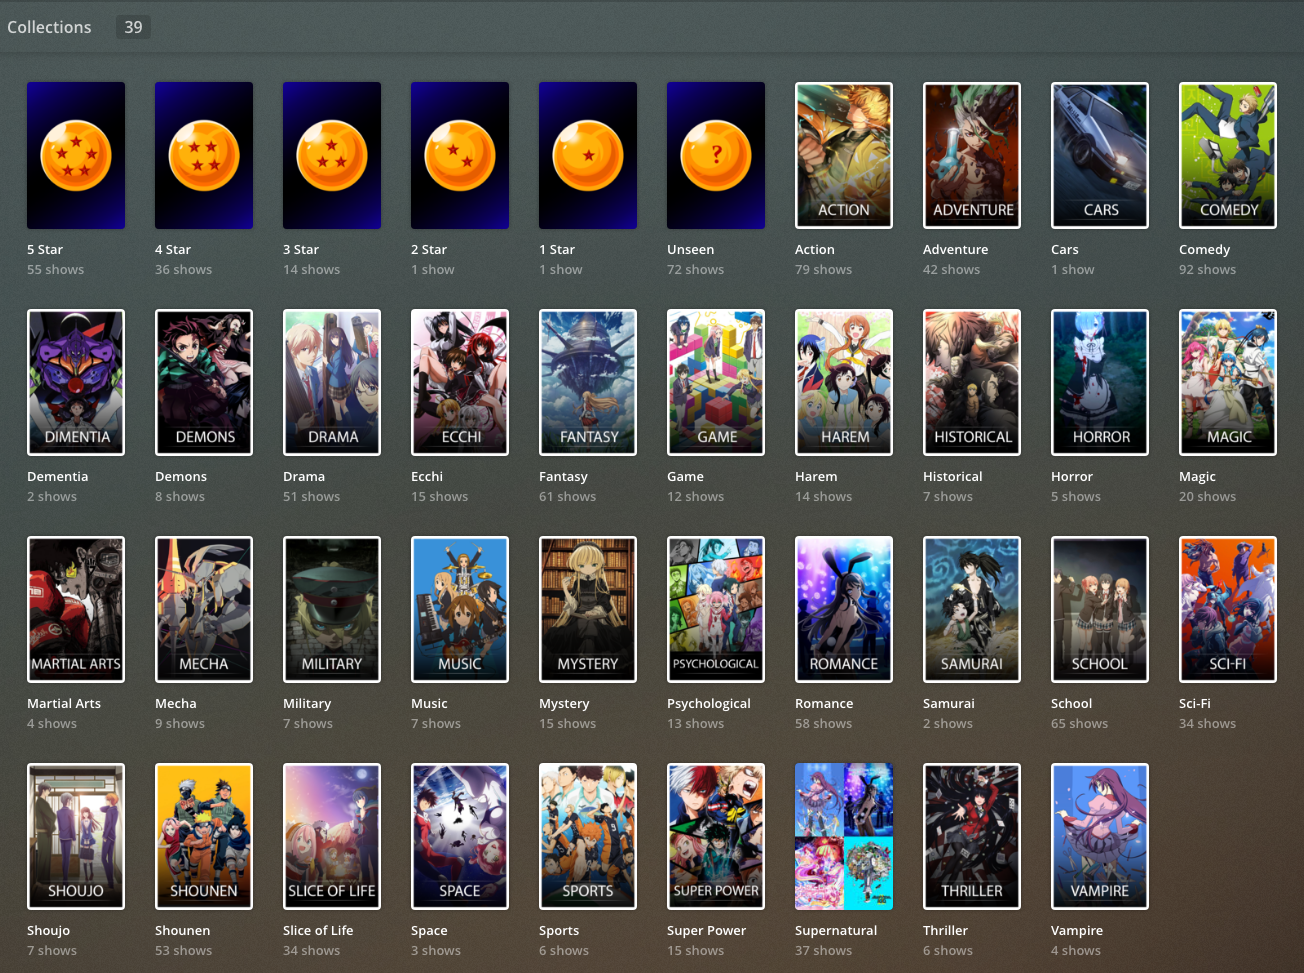 Collections 39
?
ACTION
ADVENTURE
CARS
COMEDY
5 Star
4 Star
3 Star
2 Star
1 Star
Unseen
Action
Adventure
Cars
Comedy
55 shows
36 shows
14 shows
1 show
1 show
72 shows
79 shows
42 shows
1 show
92 shows
DIMENTIA
DEMONS
DRAMA
ECCHI
FANTASY
GAME
HAREM
HISTORICAL
HORROR
MAGIC
Dementia
Demons
Drama
Ecchi
Fantasy
Game
Harem
Historical
Horror
Magic
2 shows
8 shows
51 shows
15 shows
61 shows
12 shows
14 shows
7 shows
5 shows
20 shows
MARTIAL ARTS
MECHA
MILITARY
MUSIC
MYSTERY
PSYCHOLOGICAL
ROMANCE
SAMURAI
SCHOOL
SCI-FI
Martial Arts
Mecha
Military
Music
Mystery
Psychological
Romance
Samurai
School
Sci-Fi
4 shows
9 shows
7 shows
7 shows
15 shows
13 shows
58 shows
2 shows
65 shows
34 shows
SHOUJO
SHOUNEN
SLICE OF LIFE
SPACE
SPORTS
SUPER POWER
THRILLER
VAMPIRE
Shoujo
Shounen
Slice of Life
Space
Sports
Super Power
Supernatural
Thriller
Vampire
7 shows
53 shows
34 shows
3 shows
6 shows
15 shows
37 shows
6 shows
4 shows